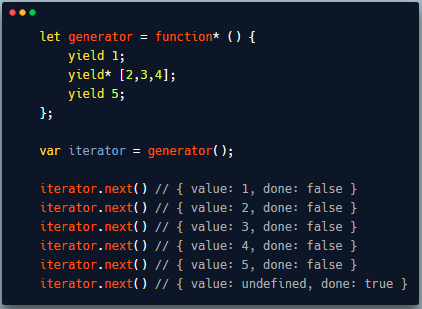 let generator = function* () {
    yield 1;
    yield* [2,3,4];
    yield 5;
};

var iterator = generator();

iterator.next() // { value: 1, done: false }
iterator.next() // { value: 2, done: false }
iterator.next() // { value: 3, done: false }
iterator.next() // { value: 4, done: false }
iterator.next() // { value: 5, done: false }
iterator.next() // { value: undefined, done: true }